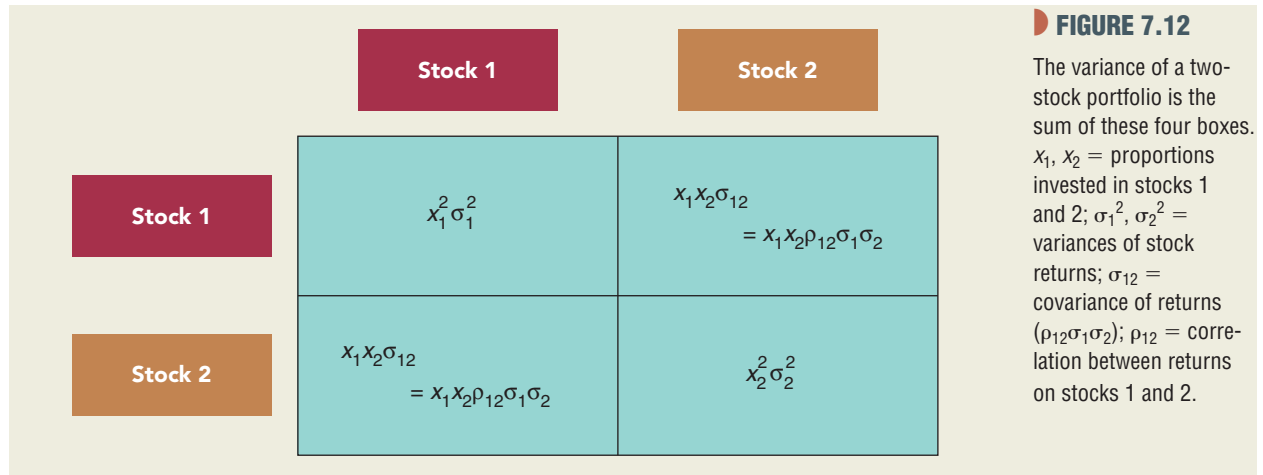 Stock 1
Stock 2
Stock 1
x₁²σ₁²
x₁x₂σ₁₂
= x₁x₂ρ₁₂σ₁σ₂
Stock 2
x₁x₂σ₁₂
= x₁x₂ρ₁₂σ₁σ₂
x₂²σ₂²
FIGURE 7.12
The variance of a two-
stock portfolio is the
sum of these four boxes.
x₁, x₂ = proportions
invested in stocks 1
and 2; σ₁², σ₂² =
variances of stock
returns; σ₁₂ =
covariance of returns
(ρ₁₂σ₁σ₂); ρ₁₂ = corre-
lation between returns
on stocks 1 and 2.